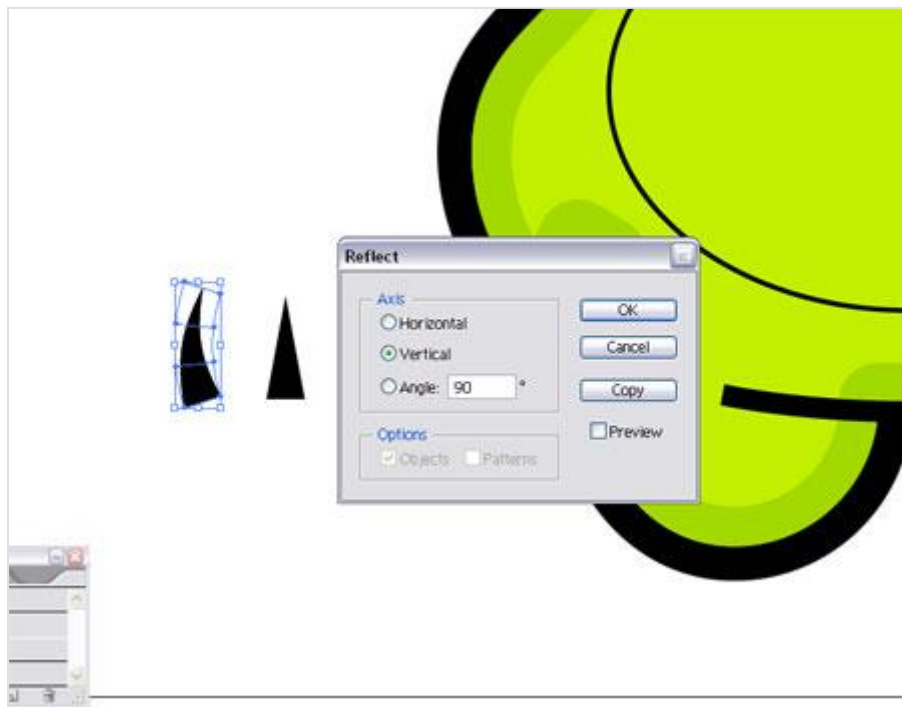 Reflect
Axis
Horizontal
Vertical
Angle: 90 °
OK
Cancel
Copy
Preview
Options
Objects Patterns